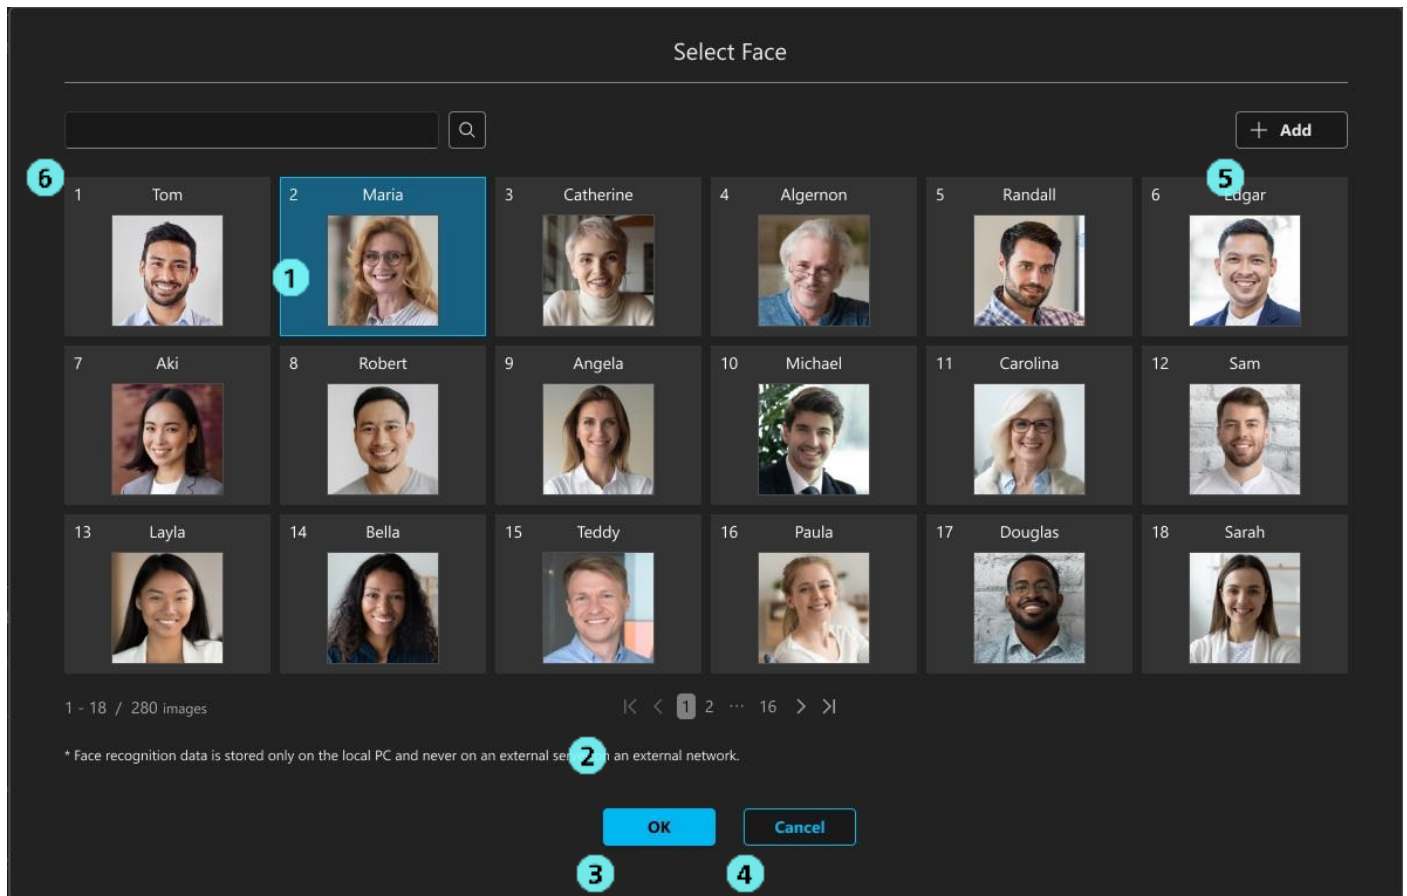 Select Face
+ Add
6
5
1 Tom
2 Maria
3 Catherine
4 Algernon
5 Randall
6 Edgar
1
7 Aki
8 Robert
9 Angela
10 Michael
11 Carolina
12 Sam
13 Layla
14 Bella
15 Teddy
16 Paula
17 Douglas
18 Sarah
1 - 18 / 280 images
1 2 ... 16
* Face recognition data is stored only on the local PC and never on an external an external network.
2
OK
Cancel
3
4